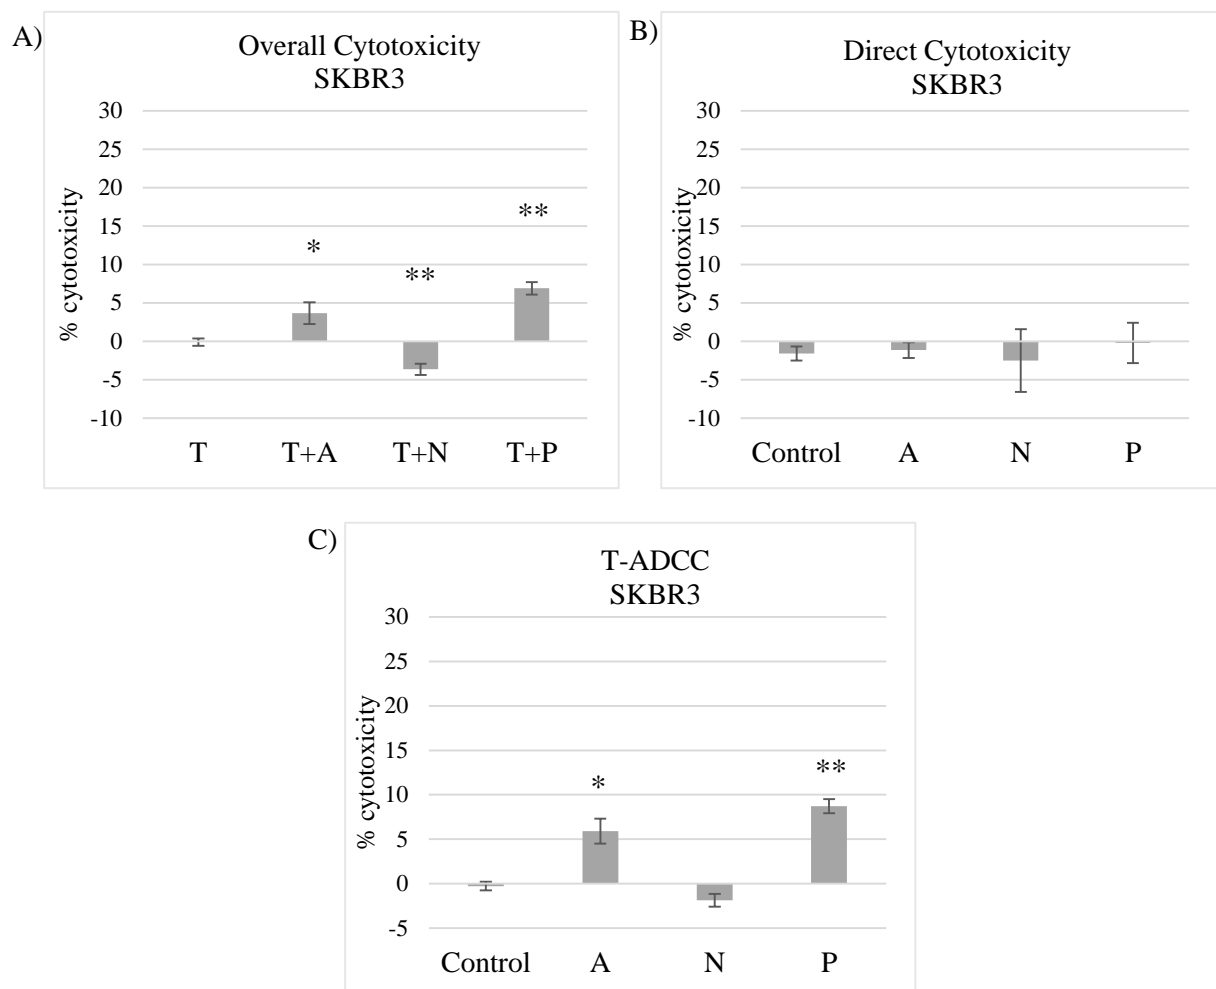 A)
Overall Cytotoxicity
SKBR3
% cytotoxicity
30
25
20
15
10
5
0
-5
-10
*
**
**
T T+A T+N T+P
B)
Direct Cytotoxicity
SKBR3
% cytotoxicity
30
25
20
15
10
5
0
-5
-10
Control A N P
C)
T-ADCC
SKBR3
% cytotoxicity
30
25
20
15
10
5
0
-5
*
**
Control A N P